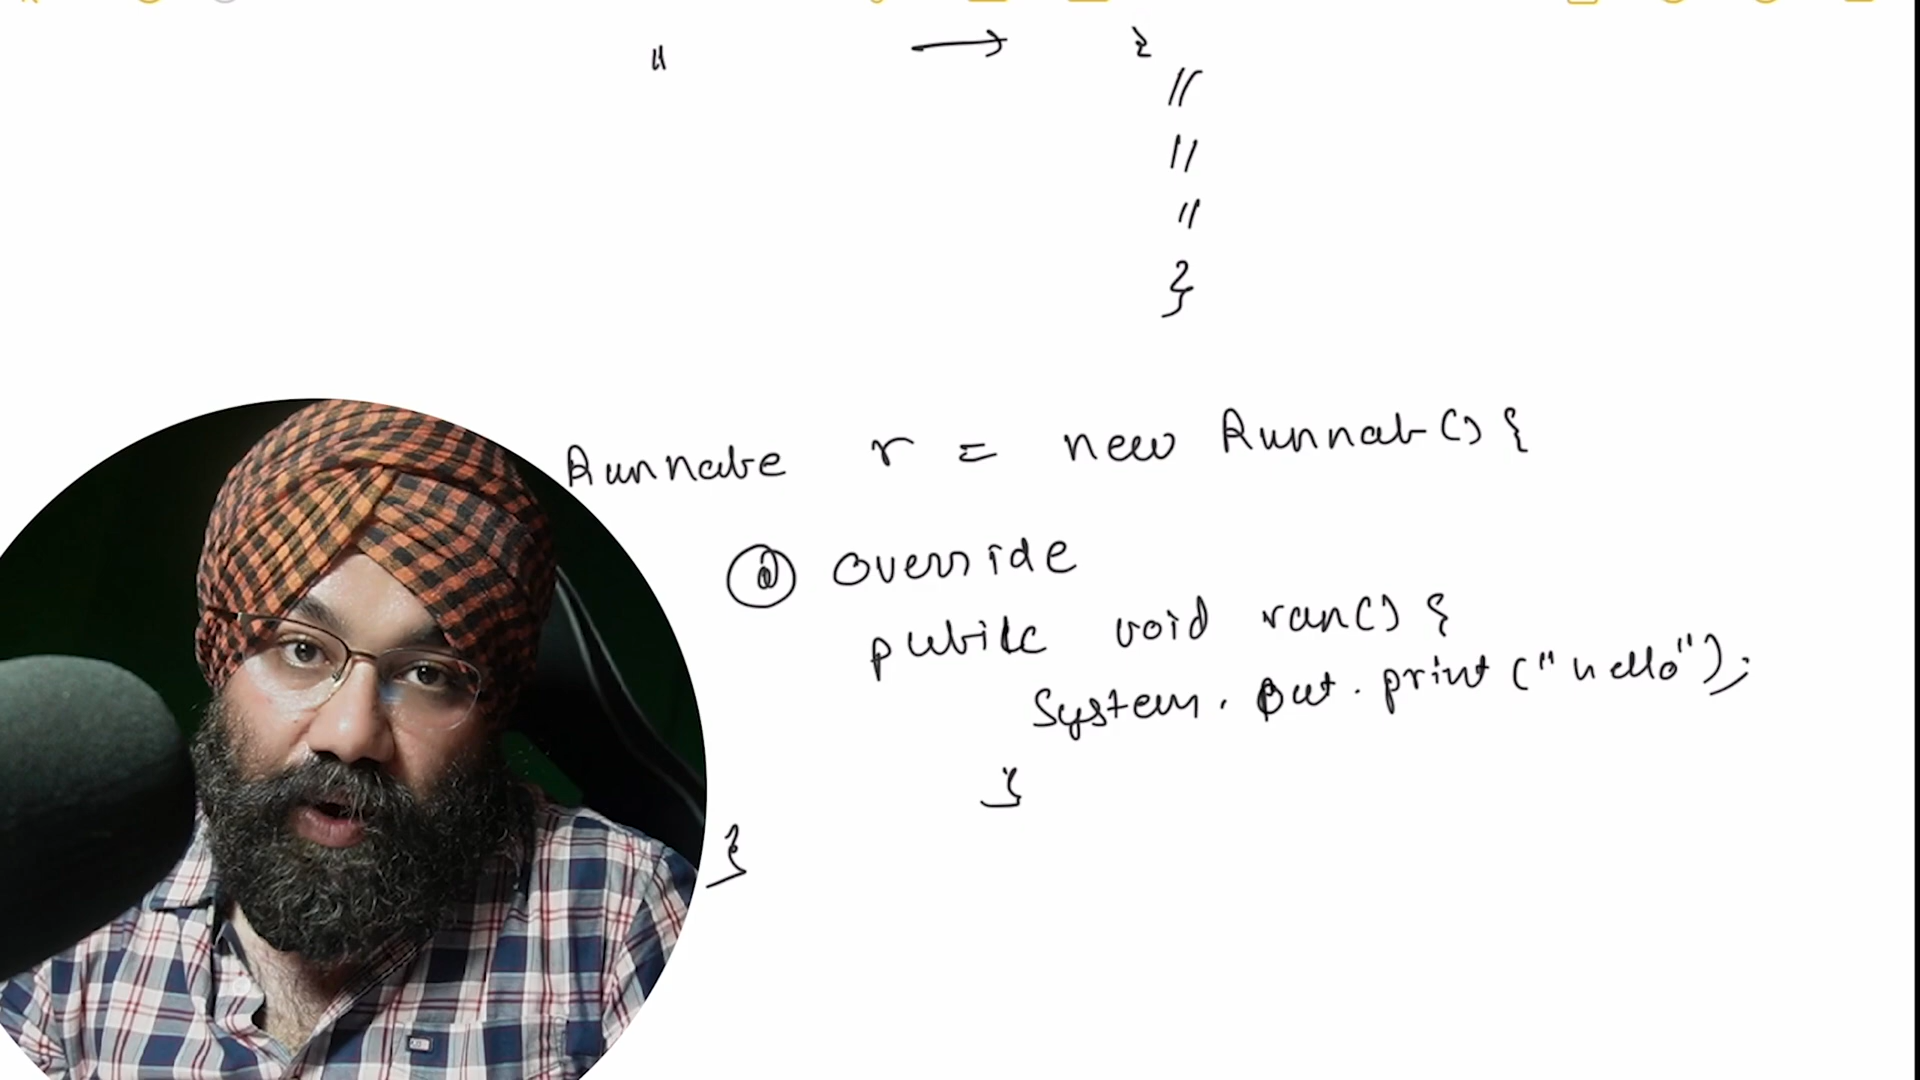 " → {
//
//
"
}
Runnabe r = new Runnab() {
@ override
public void run() {
System.out.print("hello");
}
}